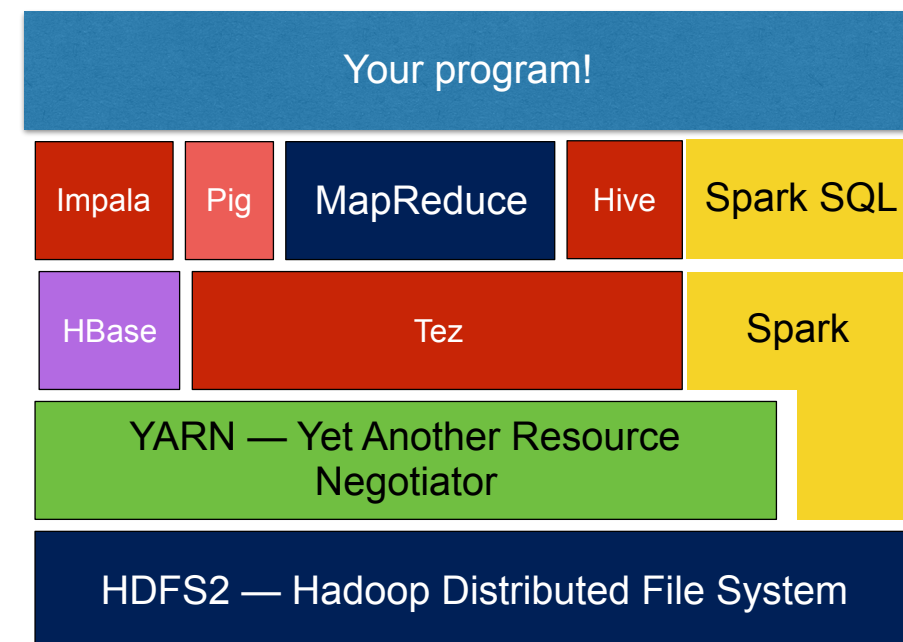 Your program!
Impala
Pig
MapReduce
Hive
Spark SQL
HBase
Tez
Spark
YARN — Yet Another Resource
Negotiator
HDFS2 — Hadoop Distributed File System